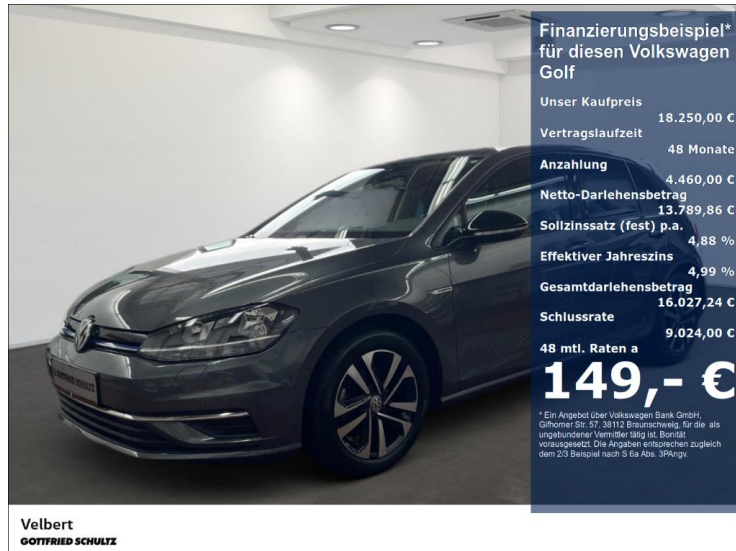 Finanzierungsbeispiel*
für diesen Volkswagen
Golf
Unser Kaufpreis
18.250,00 €
Vertragslaufzeit
48 Monate
Anzahlung
4.460,00 €
Netto-Darlehensbetrag
13.789,86 €
Sollzinssatz (fest) p.a.
4,88 %
Effektiver Jahreszins
4,99 %
Gesamtdarlehensbetrag
16.027,24 €
Schlussrate
9.024,00 €
48 mtl. Raten a
149,- €
* Ein Angebot über Volkswagen Bank GmbH,
Gifhorner Str. 57, 38112 Braunschweig, für die als
ungebundener Vermittler tätig ist. Bonität
vorausgesetzt. Die Angaben entsprechen zugleich
dem 2/3 Beispiel nach S 6a Abs. 3PAngv.
GOTTFRIED SCHULTZ
Velbert
GOTTFRIED SCHULTZ